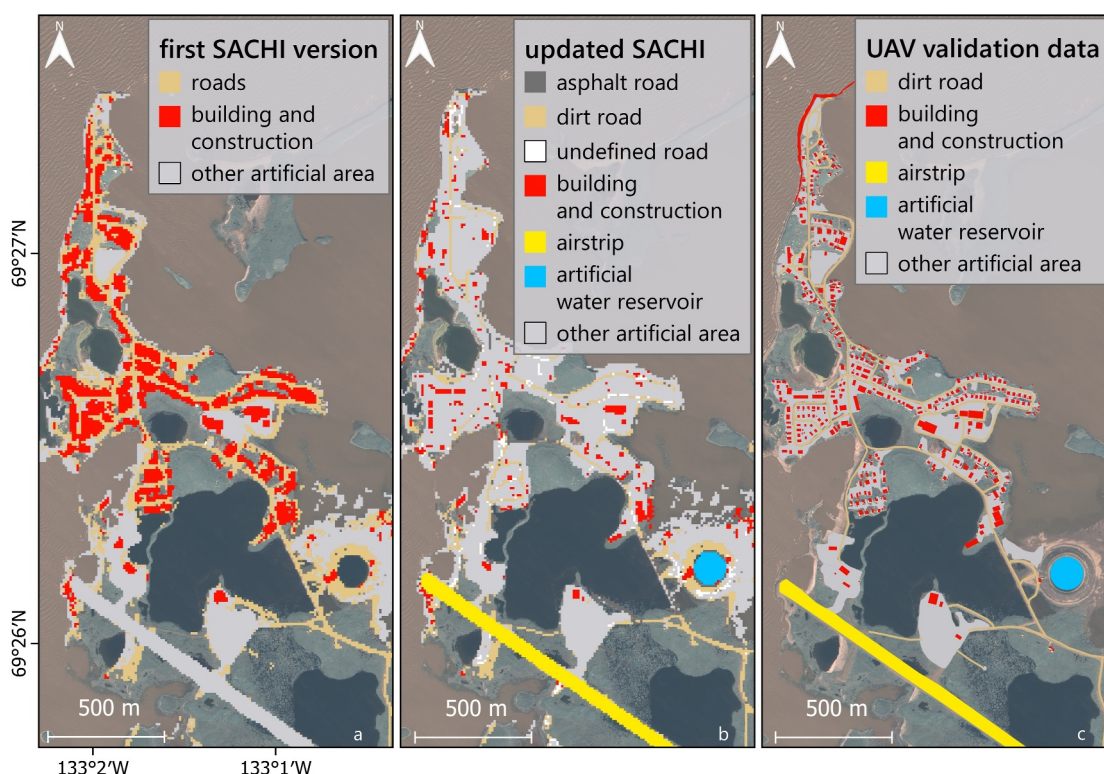 N
first SACHI version
roads
building and
construction
other artificial area
69°27'N
69°26'N
500 m
a
133°2'W
133°1'W
N
updated SACHI
asphalt road
dirt road
undefined road
building
and construction
airstrip
artificial
water reservoir
other artificial area
500 m
b
N
UAV validation data
dirt road
building
and construction
airstrip
artificial
water reservoir
other artificial area
500 m
c